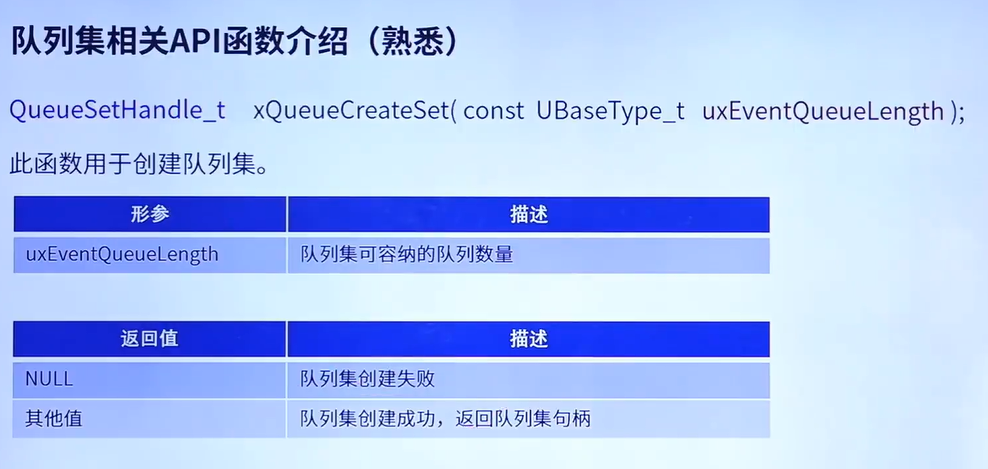 队列集相关API函数介绍（熟悉）
QueueSetHandle_t xQueueCreateSet( const UBaseType_t uxEventQueueLength );
此函数用于创建队列集。
形参 描述
uxEventQueueLength 队列集可容纳的队列数量
返回值 描述
NULL 队列集创建失败
其他值 队列集创建成功，返回队列集句柄